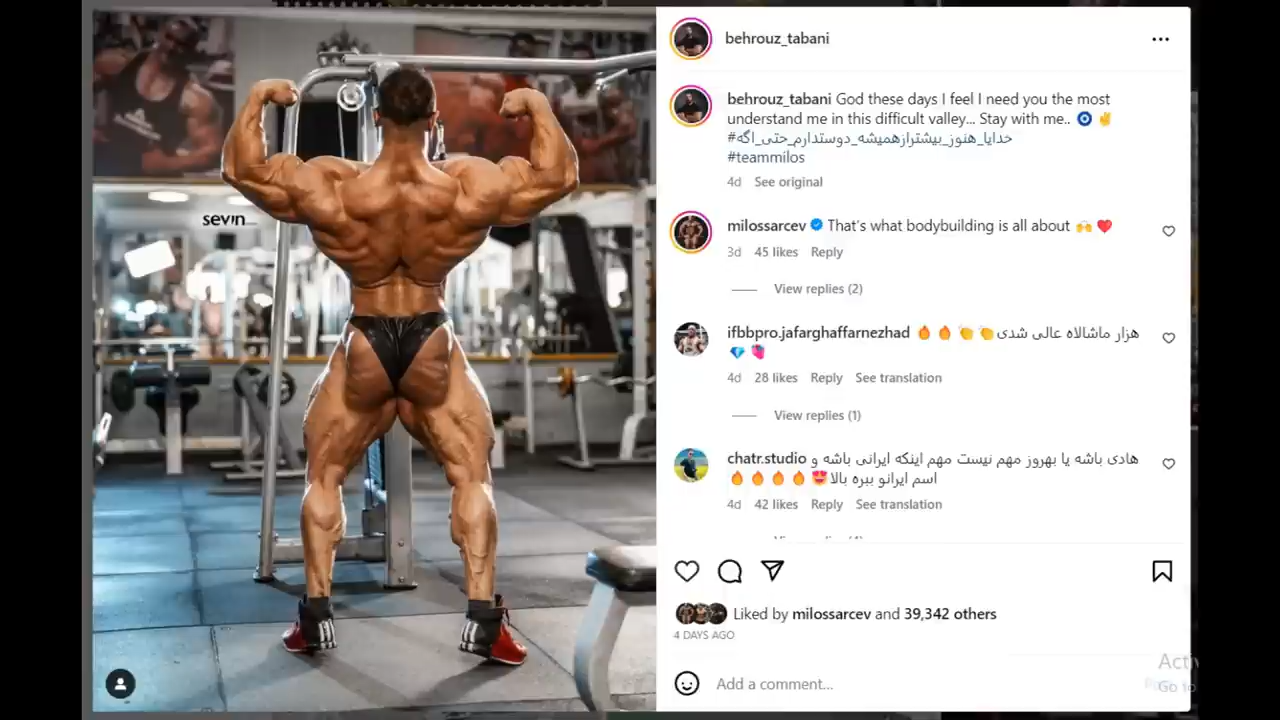 sevin
behrouz_tabani
behrouz_tabani God these days I feel I need you the most
understand me in this difficult valley... Stay with me.. 🧿 ✌️
#خدایا_هنوز_بیشترازهمیشه_دوستدارم_حتی_اگه
#teammilos
4d See original
milossarcev That's what bodybuilding is all about 🙌 ❤️
3d 45 likes Reply
View replies (2)
ifbbpro.jafarghaffarnezhad هزار ماشالاه عالی شدی👏👏🔥🔥
💎
4d 28 likes Reply See translation
View replies (1)
chatr.studio هادی باشه یا بهروز مهم نیست مهم اینکه ایرانی باشه و
اسم ایرانو ببره بالا😍🔥🔥🔥🔥
4d 42 likes Reply See translation
Liked by milossarcev and 39,342 others
4 DAYS AGO
Add a comment...
Go to